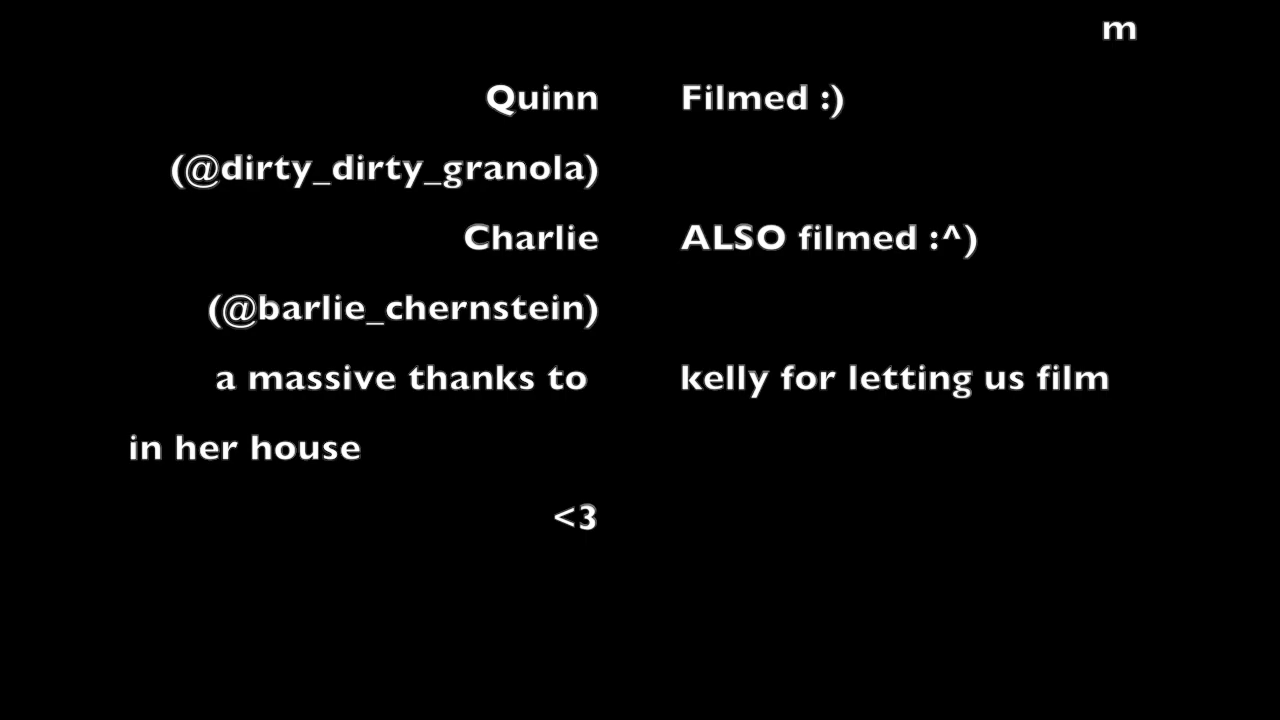 m
Quinn Filmed :)
(@dirty_dirty_granola)
Charlie ALSO filmed :^)
(@barlie_chernstein)
a massive thanks to kelly for letting us film
in her house
<3